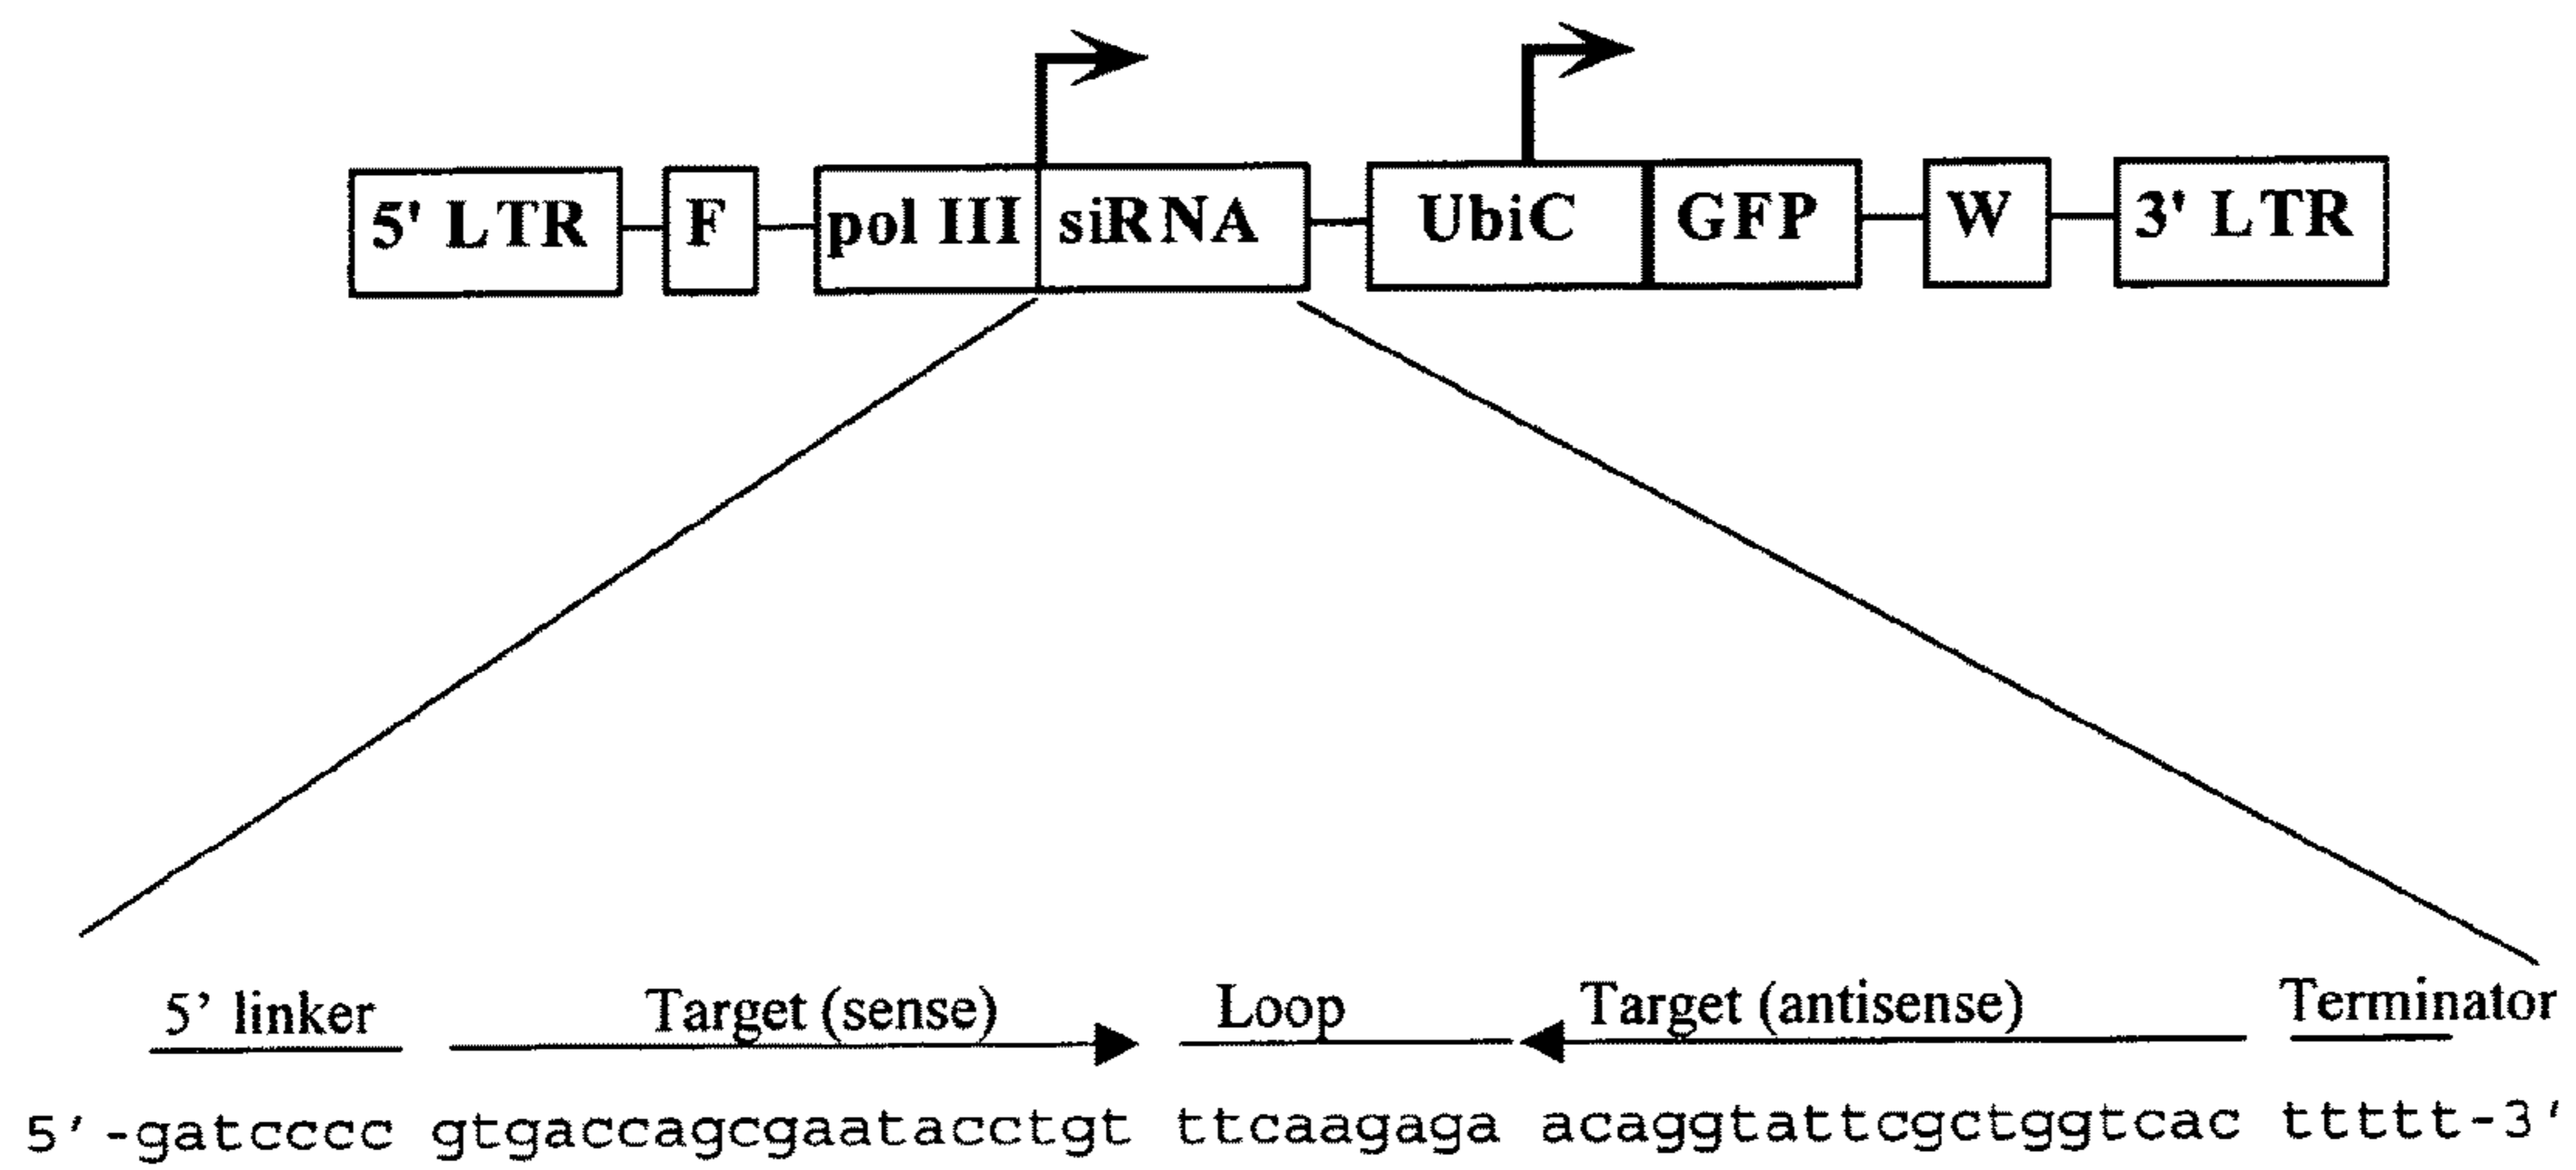 5' LTR F pol III siRNA UbiC GFP W 3' LTR
5’ linker Target (sense) Loop Target (antisense) Terminator
5'-gatcccc gtgaccagcgaatacctgt ttcaagaga acaggtattcgctggtcac ttttt-3'